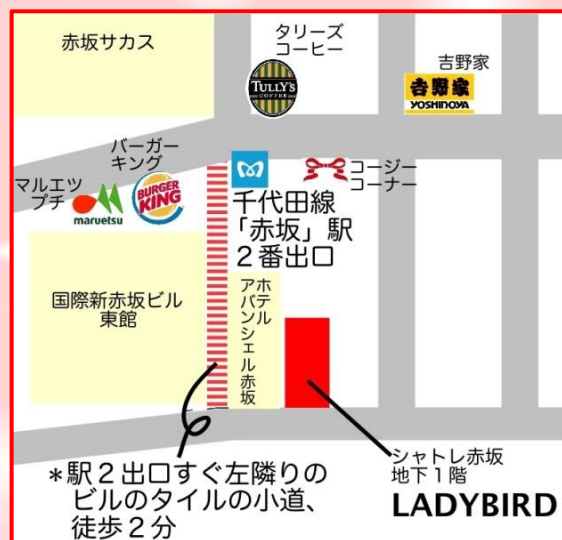 赤坂サカス
タリーズ
コーヒー
TULLY'S
COFFEE
吉野家
吉野家
YOSHINOYA
バーガー
キング
BURGER
KING
マルエツ
プチ
maruetsu
コージー
コーナー
千代田線
「赤坂」駅
２番出口
国際新赤坂ビル
東館
ホテル
アバンシェル赤坂
＊駅２出口すぐ左隣りの
ビルのタイルの小道、
徒歩２分
シャトレ赤坂
地下１階
LADYBIRD